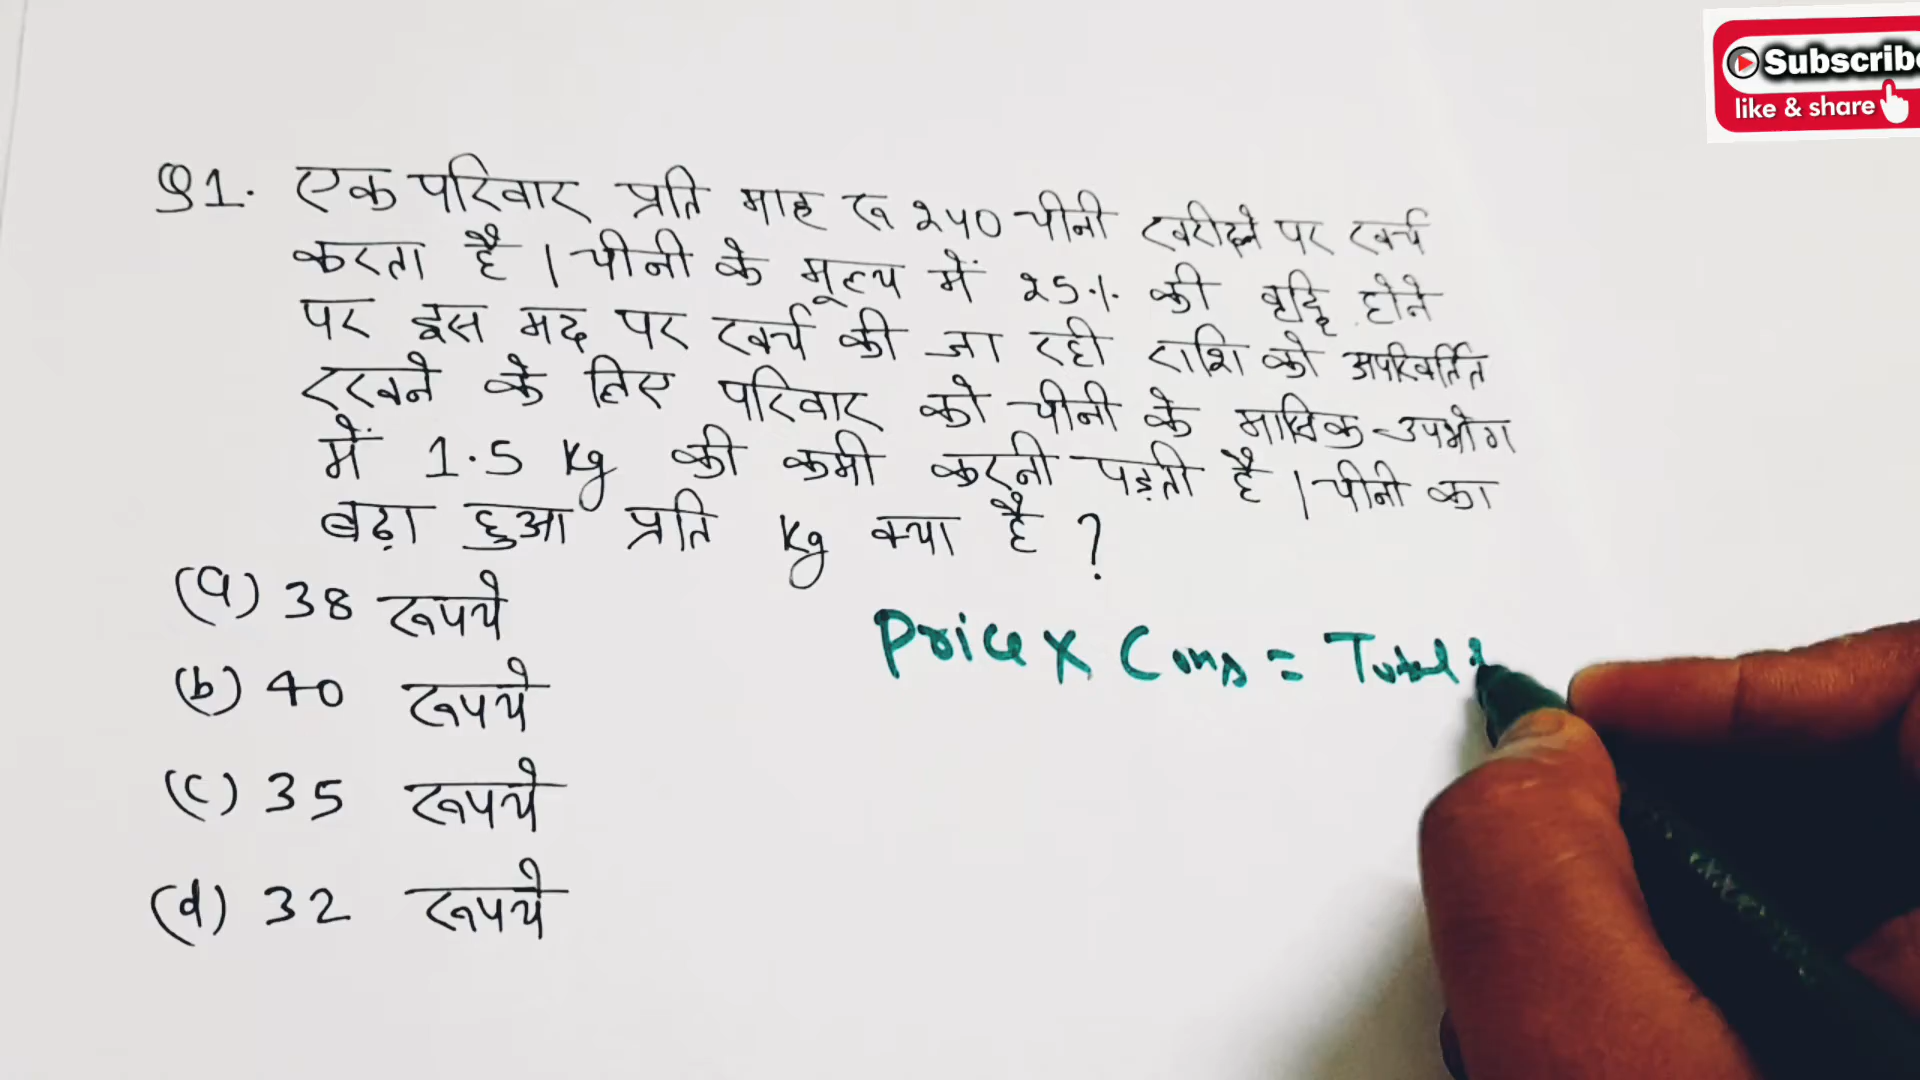 Subscribe
like & share
Q1. एक परिवार प्रति माह रू 240 चीनी खरीदने पर खर्च
करता है । चीनी के मूल्य में 25% की वृद्धि होने
पर इस मद पर खर्च की जा रही राशि को अपरिवर्तित
रखने के लिए परिवार को चीनी के मासिक उपभोग
में 1.5 Kg की कमी करनी पड़ती है । चीनी का
बढ़ा हुआ प्रति Kg क्या है ?
(a) 38 रूपये
(b) 40 रूपये
(c) 35 रूपये
(d) 32 रूपये
Price X Cons = Total